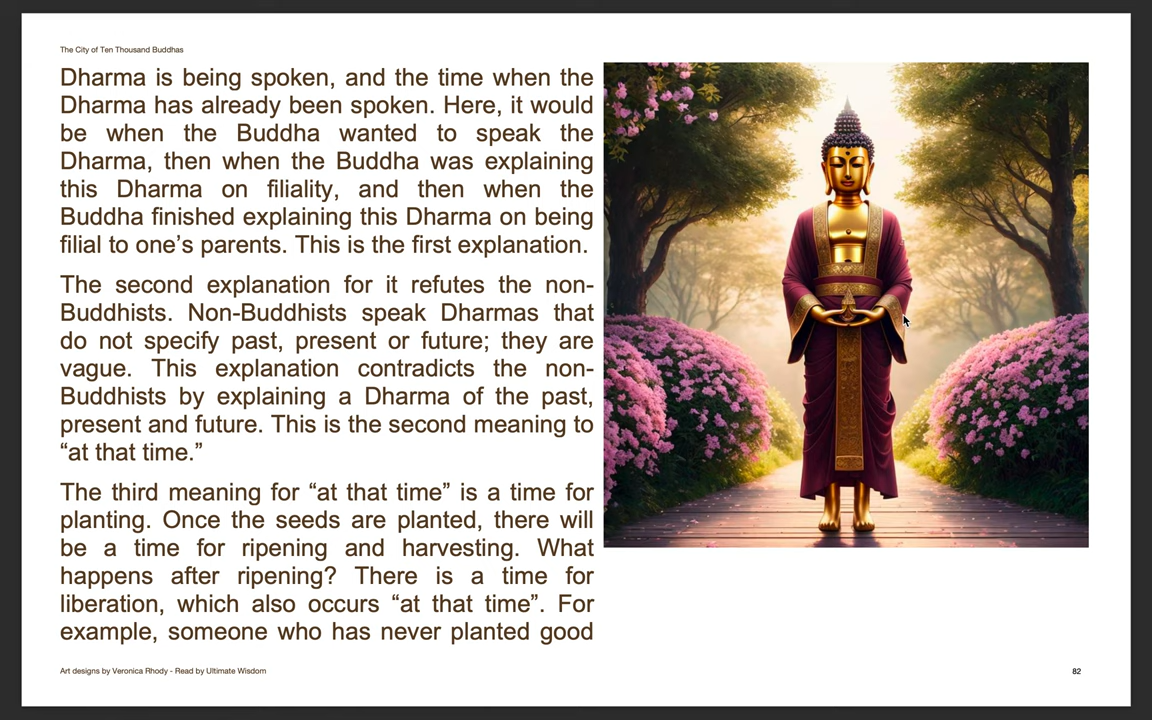 The City of Ten Thousand Buddhas
Dharma is being spoken, and the time when the
Dharma has already been spoken. Here, it would
be when the Buddha wanted to speak the
Dharma, then when the Buddha was explaining
this Dharma on filiality, and then when the
Buddha finished explaining this Dharma on being
filial to one’s parents. This is the first explanation.
The second explanation for it refutes the non-
Buddhists. Non-Buddhists speak Dharmas that
do not specify past, present or future; they are
vague. This explanation contradicts the non-
Buddhists by explaining a Dharma of the past,
present and future. This is the second meaning to
“at that time.”
The third meaning for “at that time” is a time for
planting. Once the seeds are planted, there will
be a time for ripening and harvesting. What
happens after ripening? There is a time for
liberation, which also occurs “at that time”. For
example, someone who has never planted good
Art designs by Veronica Rhody - Read by Ultimate Wisdom
82